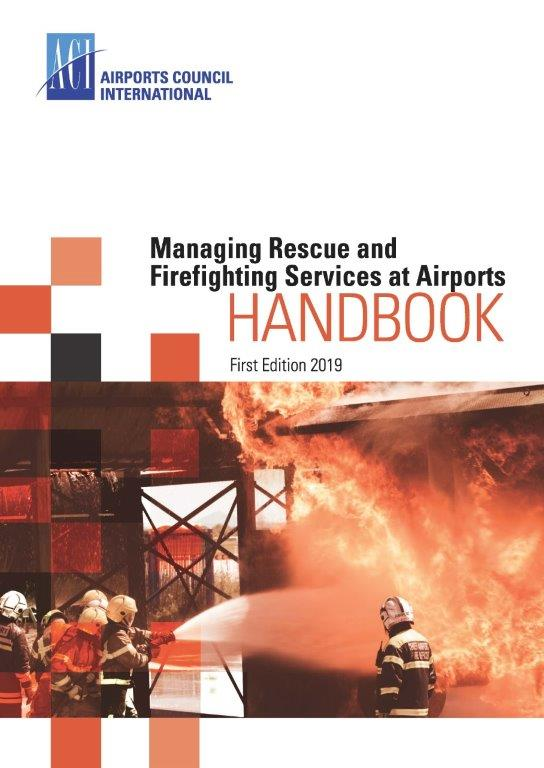 ACI
AIRPORTS COUNCIL
INTERNATIONAL
Managing Rescue and
Firefighting Services at Airports
HANDBOOK
First Edition 2019